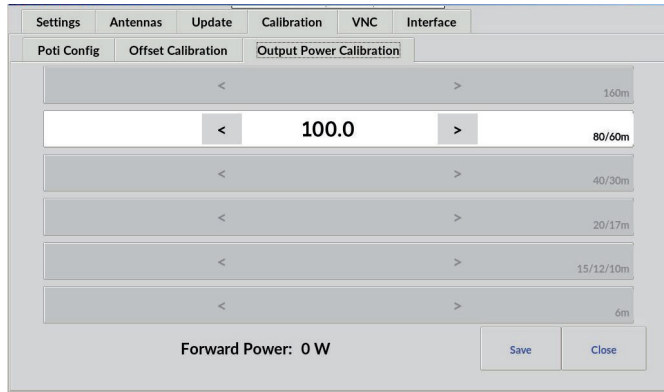 Settings Antennas Update Calibration VNC Interface
Poti Config Offset Calibration Output Power Calibration
< > 160m
< 100.0 > 80/60m
< > 40/30m
< > 20/17m
< > 15/12/10m
< > 6m
Forward Power: 0 W Save Close